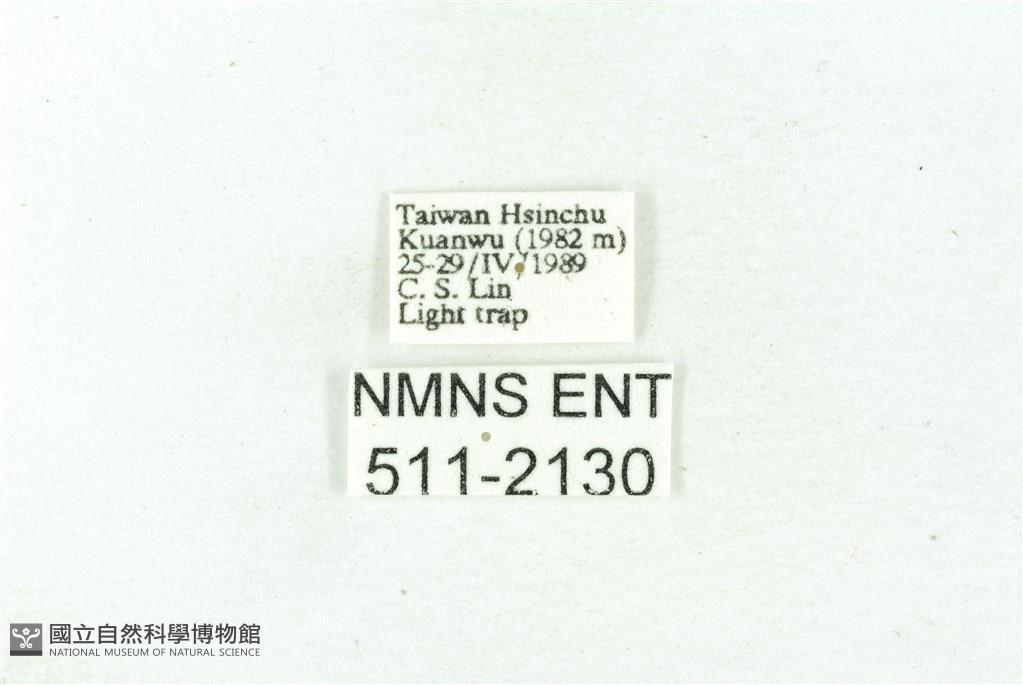 Taiwan Hsinchu
Kuanwu (1982 m)
25-29/IV/1989
C. S. Lin
Light trap
NMNS ENT
511-2130
國立自然科學博物館
NATIONAL MUSEUM OF NATURAL SCIENCE